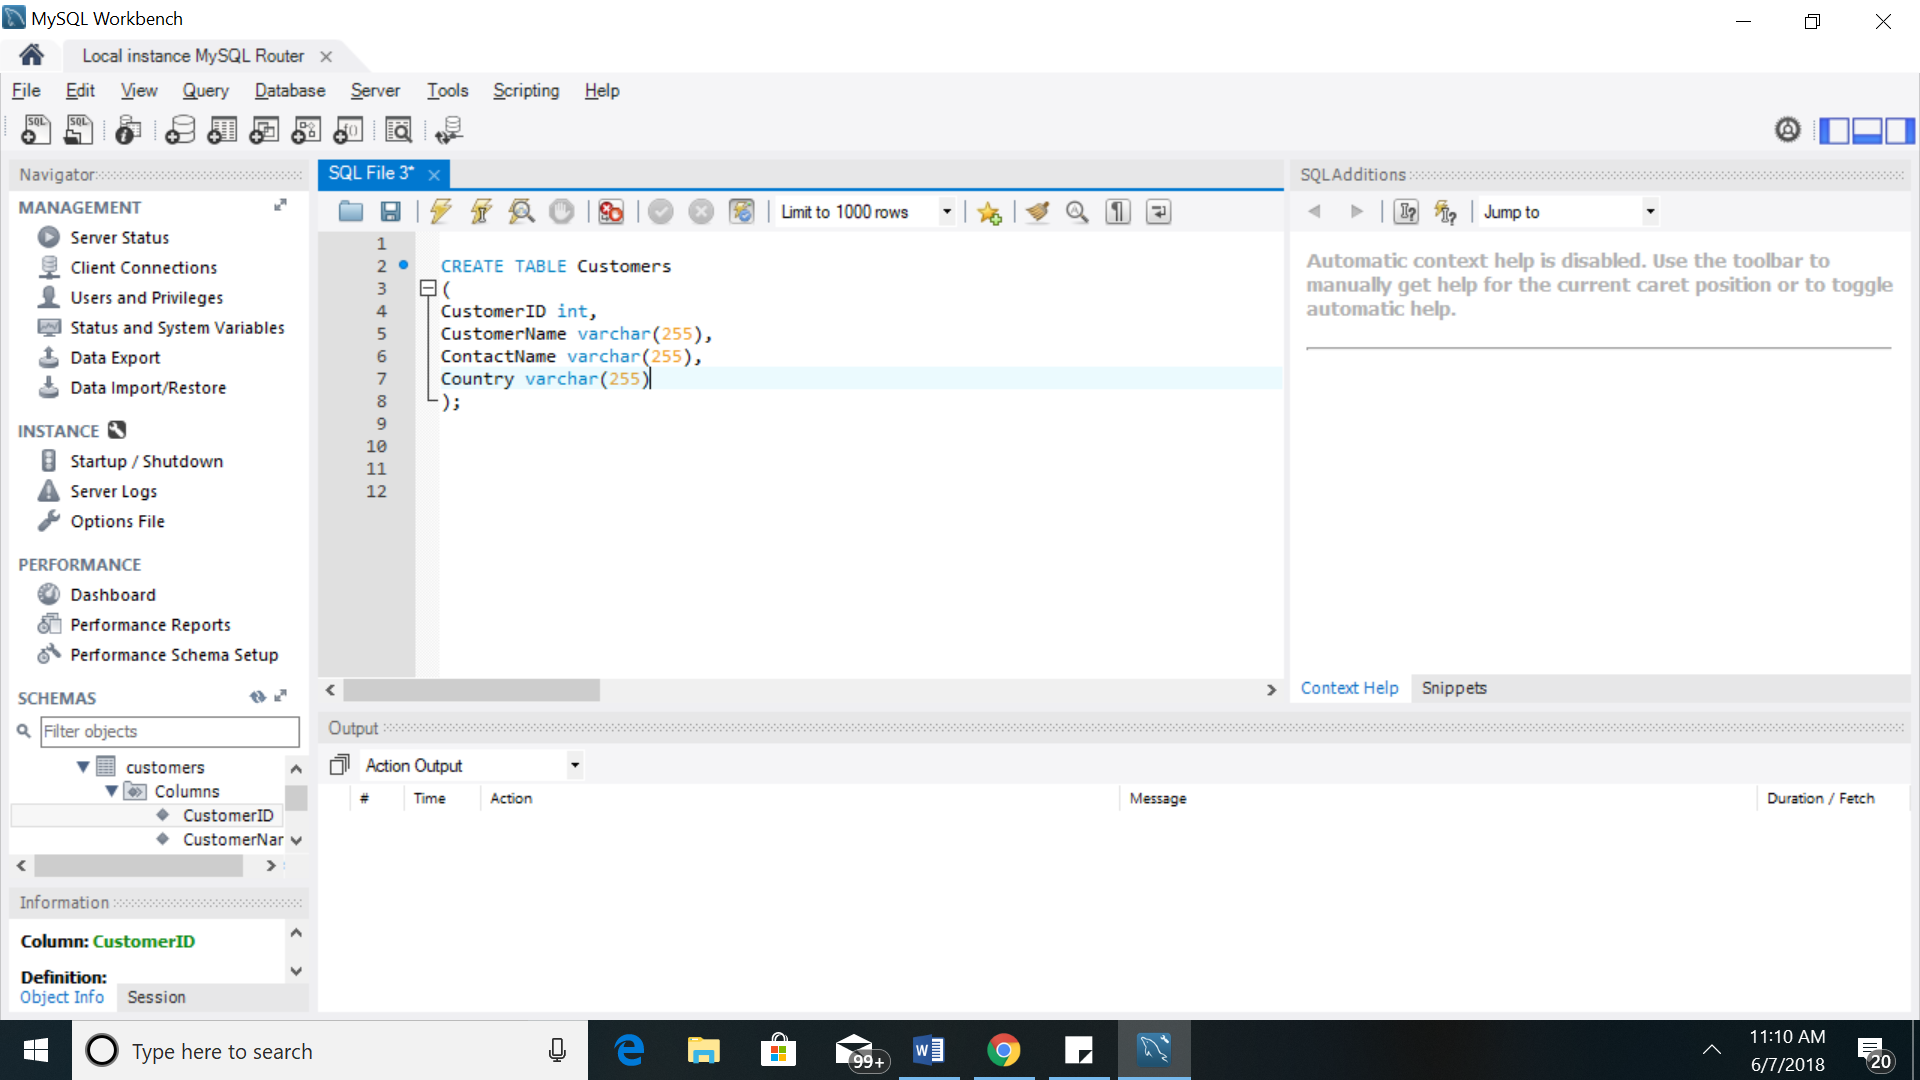 MySQL Workbench
Local instance MySQL Router
File Edit View Query Database Server Tools Scripting Help
Navigator
MANAGEMENT
Server Status
Client Connections
Users and Privileges
Status and System Variables
Data Export
Data Import/Restore
INSTANCE
Startup / Shutdown
Server Logs
Options File
PERFORMANCE
Dashboard
Performance Reports
Performance Schema Setup
SCHEMAS
Filter objects
customers
Columns
CustomerID
CustomerNar
Information
Column: CustomerID
Definition:
Object Info Session
SQL File 3*
Limit to 1000 rows
1
2 CREATE TABLE Customers
3 (
4 CustomerID int,
5 CustomerName varchar(255),
6 ContactName varchar(255),
7 Country varchar(255)
8 );
9
10
11
12
SQLAdditions
Jump to
Automatic context help is disabled. Use the toolbar to
manually get help for the current caret position or to toggle
automatic help.
Context Help Snippets
Output
Action Output
# Time Action Message Duration / Fetch
Type here to search
99+
11:10 AM
6/7/2018
20